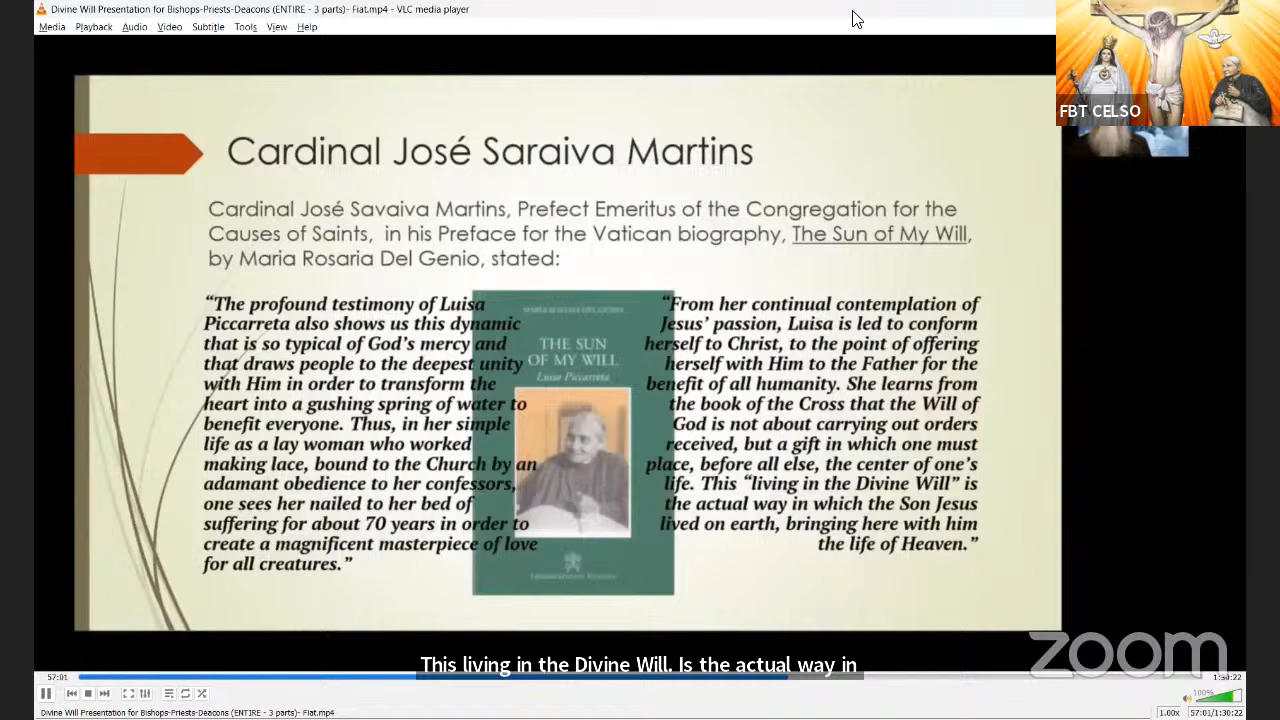 Divine Will Presentation for Bishops-Priests-Deacons (ENTIRE - 3 parts)- Fiat.mp4 - VLC media player
Media Playback Audio Video Subtitle Tools View Help
FBT CELSO
Cardinal José Saraiva Martins
Cardinal José Savaiva Martins, Prefect Emeritus of the Congregation for the
Causes of Saints, in his Preface for the Vatican biography, The Sun of My Will,
by Maria Rosaria Del Genio, stated:
“The profound testimony of Luisa
Piccarreta also shows us this dynamic
that is so typical of God’s mercy and
that draws people to the deepest unity
with Him in order to transform the
heart into a gushing spring of water to
benefit everyone. Thus, in her simple
life as a lay woman who worked
making lace, bound to the Church by an
adamant obedience to her confessors,
one sees her nailed to her bed of
suffering for about 70 years in order to
create a magnificent masterpiece of love
for all creatures.”
MARIA ROSARIA DEL GENIO
THE SUN
OF MY WILL
Luisa Piccarreta
“From her continual contemplation of
Jesus’ passion, Luisa is led to conform
herself to Christ, to the point of offering
herself with Him to the Father for the
benefit of all humanity. She learns from
the book of the Cross that the Will of
God is not about carrying out orders
received, but a gift in which one must
place, before all else, the center of one’s
life. This “living in the Divine Will” is
the actual way in which the Son Jesus
lived on earth, bringing here with him
the life of Heaven.”
zoom
This living in the Divine Will. Is the actual way in
57:01
1:30:22
100%
Divine Will Presentation for Bishops-Priests-Deacons (ENTIRE - 3 parts)- Fiat.mp4
1.00x
57:01/1:30:22